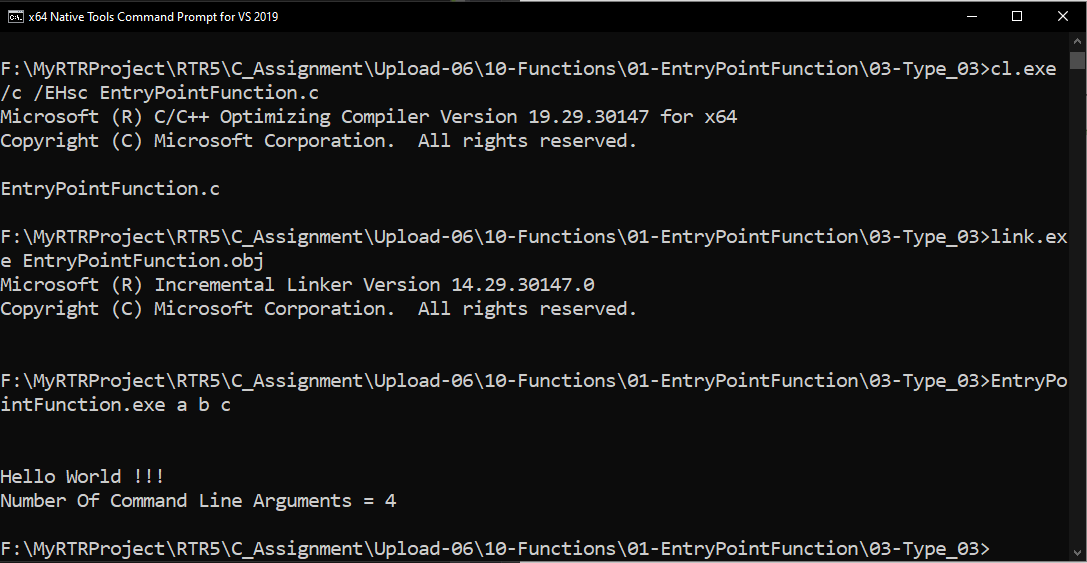 x64 Native Tools Command Prompt for VS 2019
F:\MyRTRProject\RTR5\C_Assignment\Upload-06\10-Functions\01-EntryPointFunction\03-Type_03>cl.exe
/c /EHsc EntryPointFunction.c
Microsoft (R) C/C++ Optimizing Compiler Version 19.29.30147 for x64
Copyright (C) Microsoft Corporation.  All rights reserved.
EntryPointFunction.c
F:\MyRTRProject\RTR5\C_Assignment\Upload-06\10-Functions\01-EntryPointFunction\03-Type_03>link.ex
e EntryPointFunction.obj
Microsoft (R) Incremental Linker Version 14.29.30147.0
Copyright (C) Microsoft Corporation.  All rights reserved.
F:\MyRTRProject\RTR5\C_Assignment\Upload-06\10-Functions\01-EntryPointFunction\03-Type_03>EntryPo
intFunction.exe a b c
Hello World !!!
Number Of Command Line Arguments = 4
F:\MyRTRProject\RTR5\C_Assignment\Upload-06\10-Functions\01-EntryPointFunction\03-Type_03>